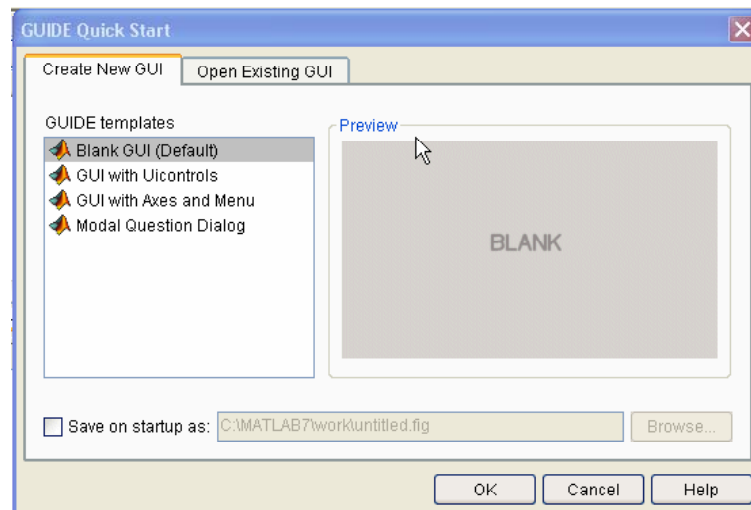 GUIDE Quick Start
Create New GUI
Open Existing GUI
GUIDE templates
Blank GUI (Default)
GUI with Uicontrols
GUI with Axes and Menu
Modal Question Dialog
Preview
BLANK
Save on startup as:
C:\MATLAB7\work\untitled.fig
Browse...
OK
Cancel
Help